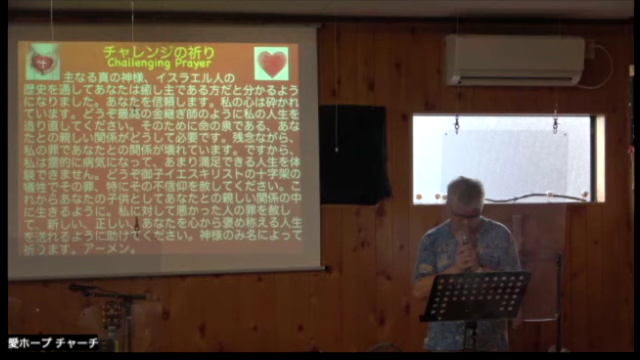 チャレンジの祈り
Challenging Prayer
主なる真の神様、イスラエル人の
歴史を通してあなたは癒し主である方だと分かるよう
になりました。あなたを信頼します。私の心は砕かれ
ています。どうぞ最高の金継ぎ師のように私の人生を
造り直してください。そのために命の泉である、あな
たとの親しい関係がどうして必要です。残念ながら、
私の罪であなたとの関係が壊れています。ですから、
私は霊的に病気になって、あまり満足できる人生を体
験できません。どうぞ御子イエスキリストの十字架の
犠牲でその罪、特にその不信仰を赦してください。こ
れからあなたの子供としてあなたとの親しい関係の中
に生きるように。私に対して悪かった人の罪を赦し
て、新しい、正しい、あなたを心から褒め称える人生
を送れるように助けてください。神様のみ名によって
祈ります。アーメン。
愛ホープ チャーチ